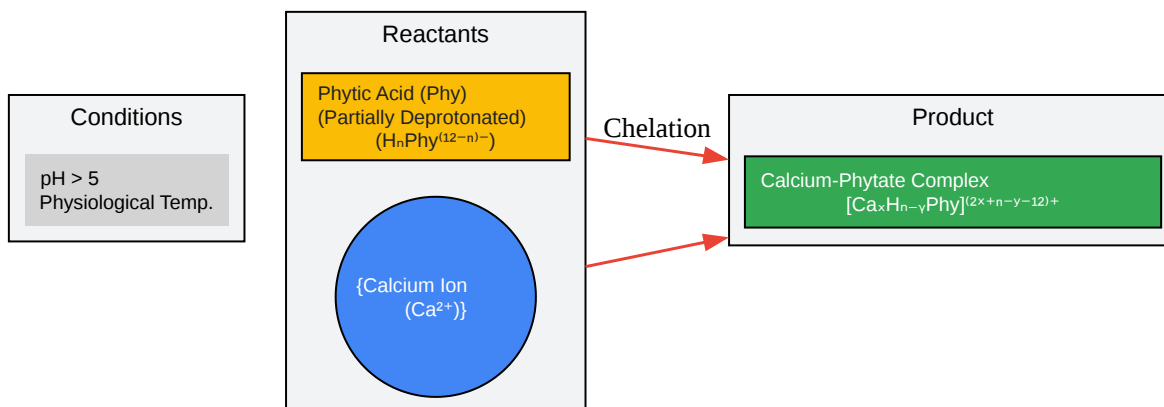 Conditions
pH > 5
Physiological Temp.
Reactants
Phytic Acid (Phy)
(Partially Deprotonated)
(HₙPhy⁽¹²⁻ⁿ⁾⁻)
{Calcium Ion
(Ca²⁺)}
Chelation
Product
Calcium-Phytate Complex
[CaₓHₙ₋ᵧPhy]⁽²ˣ⁺ⁿ⁻ʸ⁻¹²⁾⁺